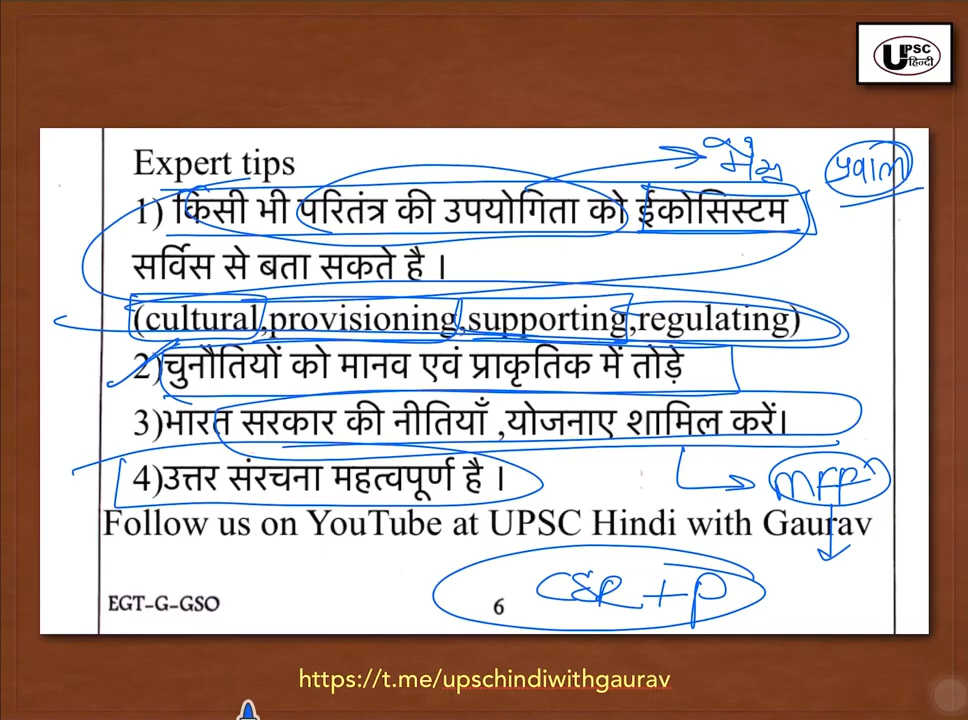 UPSC
हिन्दी
Expert tips
मैंग्रु
प्रवाल
1) किसी भी परितंत्र की उपयोगिता को ईकोसिस्टम
सर्विस से बता सकते है ।
(cultural,provisioning,supporting,regulating)
2)चुनौतियों को मानव एवं प्राकृतिक में तोड़े
3)भारत सरकार की नीतियाँ ,योजनाए शामिल करें।
4)उत्तर संरचना महत्वपूर्ण है ।
Follow us on YouTube at UPSC Hindi with Gaurav
EGT-G-GSO
6
https://t.me/upschindiwithgaurav